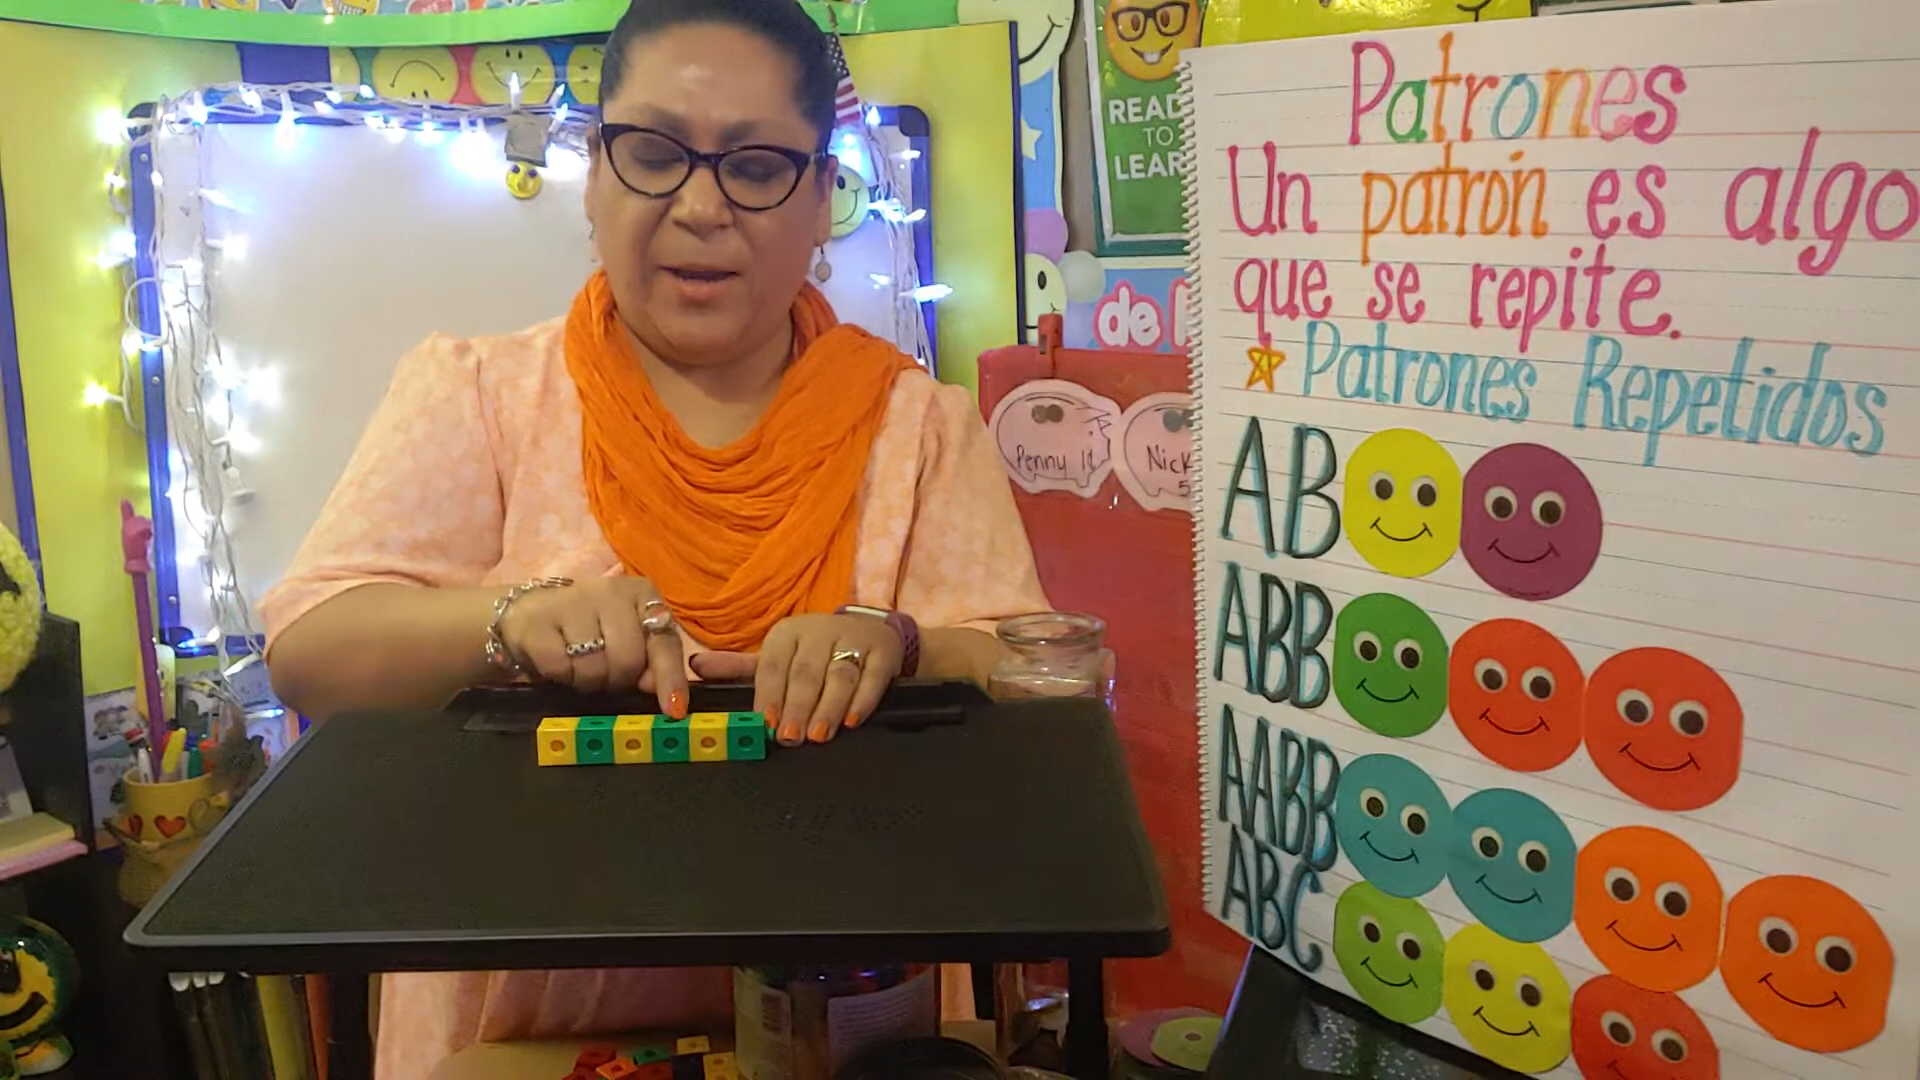 READ
TO
LEAR
de
Penny 1¢
Nick
5
Patrones
Un patrón es algo
que se repite.
Patrones Repetidos
AB
ABB
AABB
ABC